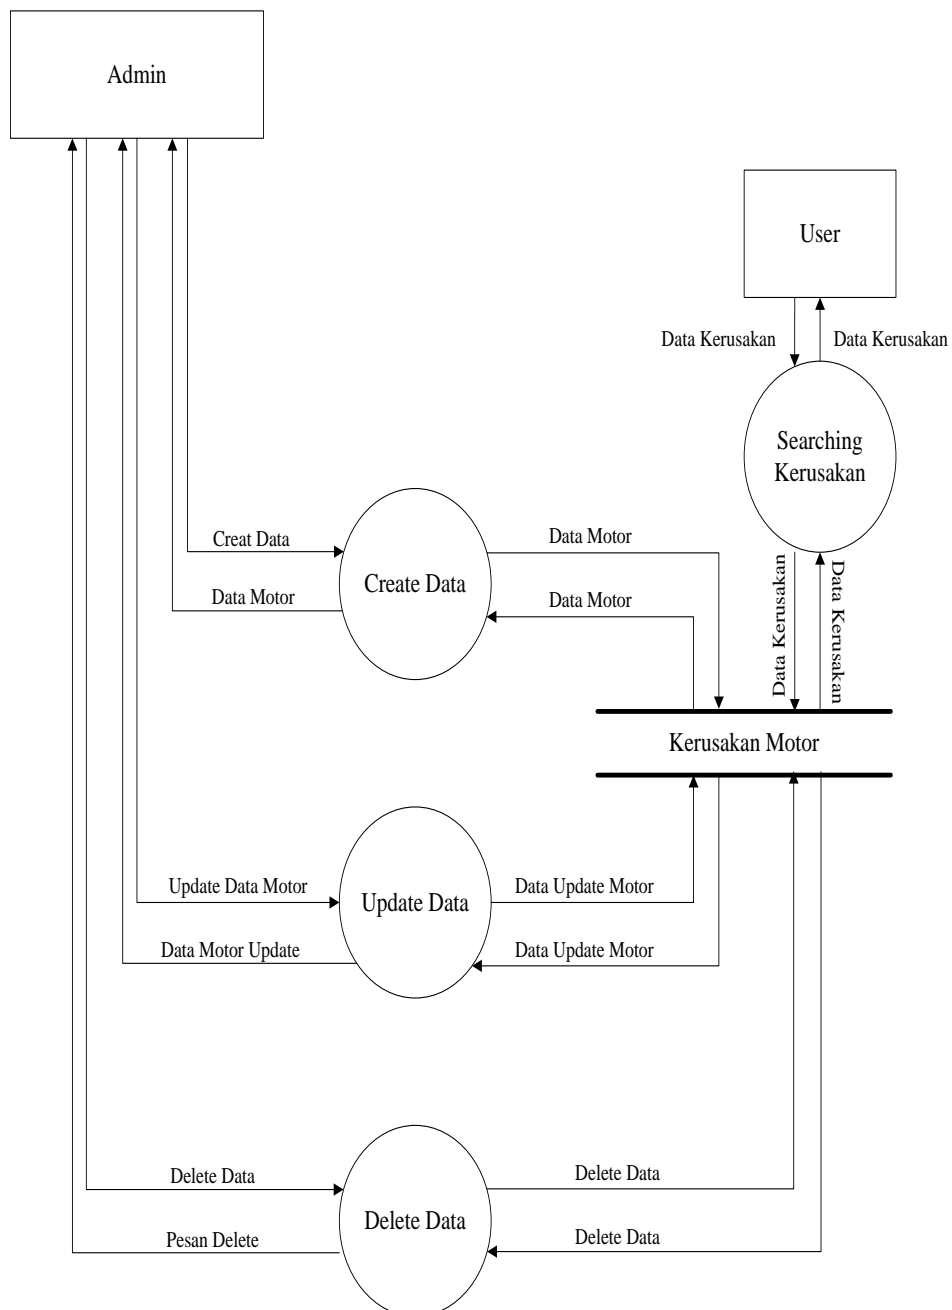 Admin
User
Data Kerusakan
Data Kerusakan
Searching
Kerusakan
Creat Data
Data Motor
Create Data
Data Motor
Data Motor
Data Kerusakan
Data Kerusakan
Kerusakan Motor
Update Data Motor
Data Motor Update
Update Data
Data Update Motor
Data Update Motor
Delete Data
Pesan Delete
Delete Data
Delete Data
Delete Data